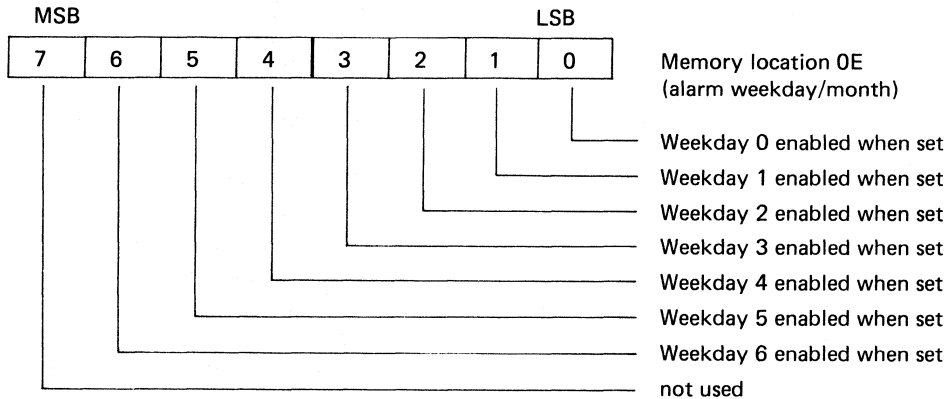 MSB LSB
7 6 5 4 3 2 1 0
Memory location 0E
(alarm weekday/month)
Weekday 0 enabled when set
Weekday 1 enabled when set
Weekday 2 enabled when set
Weekday 3 enabled when set
Weekday 4 enabled when set
Weekday 5 enabled when set
Weekday 6 enabled when set
not used